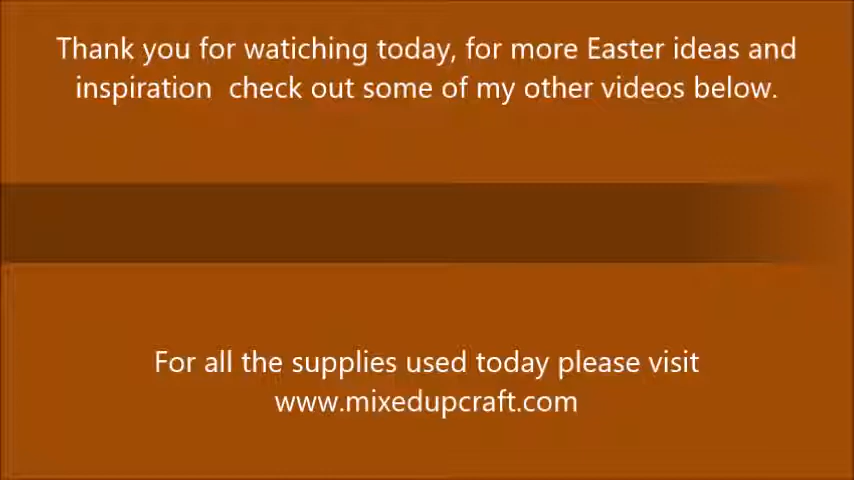 Thank you for watiching today, for more Easter ideas and
inspiration  check out some of my other videos below.
For all the supplies used today please visit
www.mixedupcraft.com